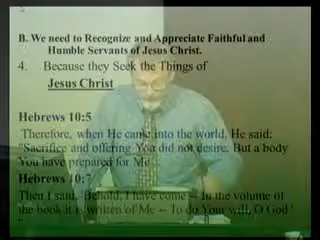 B. We need to Recognize and Appreciate Faithful and
Humble Servants of Jesus Christ.
4. Because they Seek the Things of
Jesus Christ
Hebrews 10:5
Therefore, when He came into the world, He said:
"Sacrifice and offering You did not desire, But a body
You have prepared for Me
Hebrews 10:7
Then I said, 'Behold, I have come -- In the volume of
the book it is written of Me -- To do Your will, O God.'
"